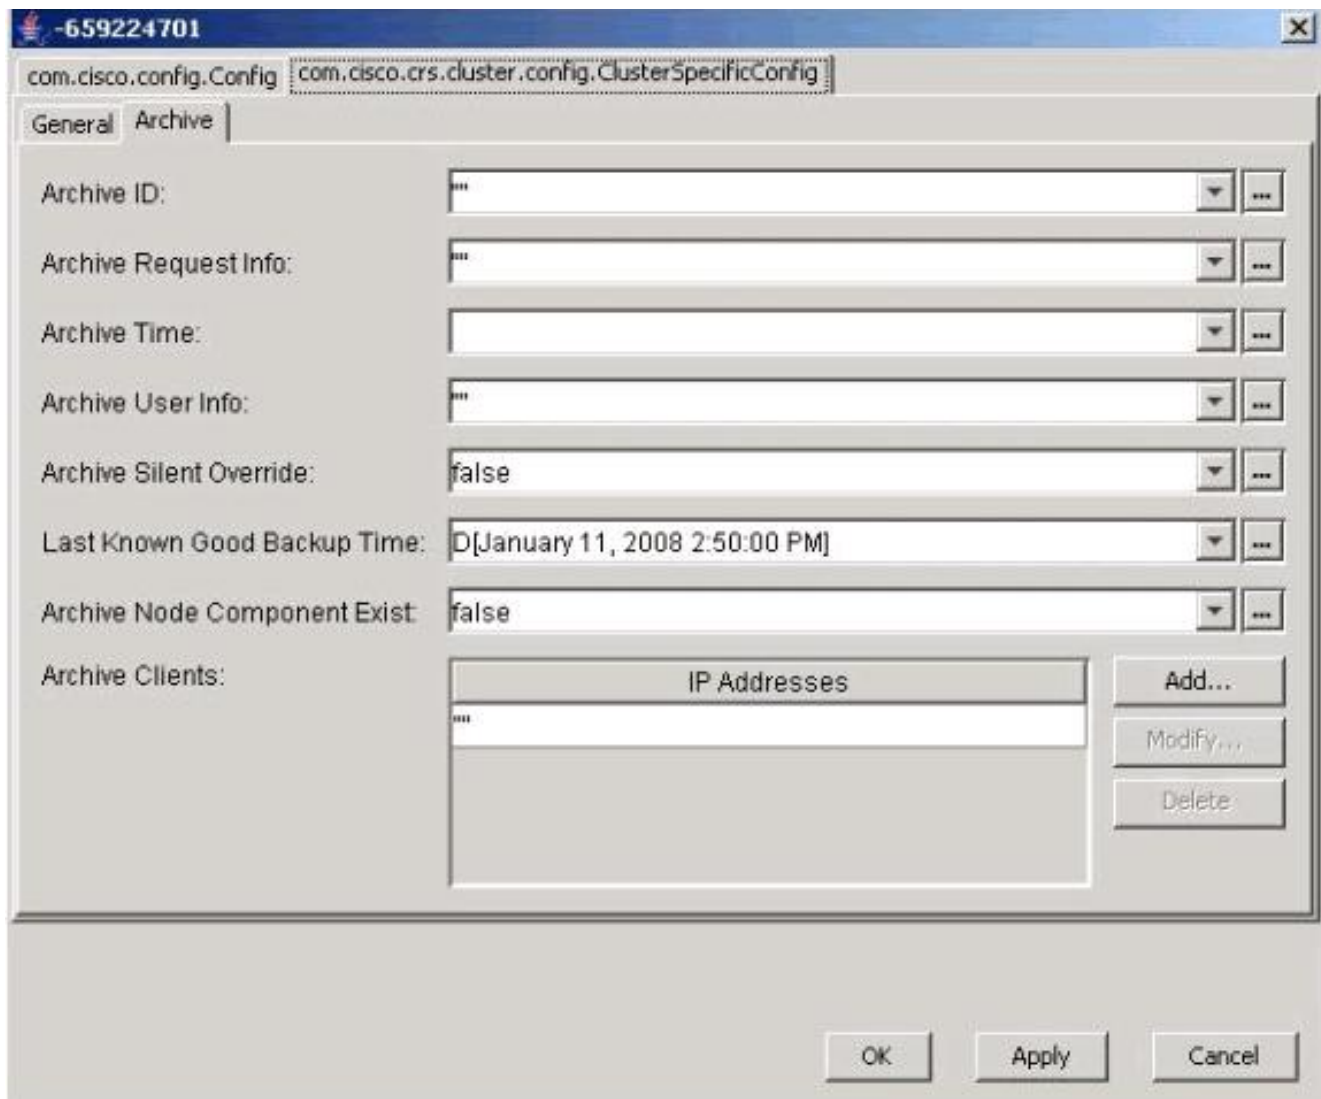 -659224701
com.cisco.config.Config com.cisco.crs.cluster.config.ClusterSpecificConfig
General Archive
Archive ID: "" ...
Archive Request Info: "" ...
Archive Time: ...
Archive User Info: "" ...
Archive Silent Override: false ...
Last Known Good Backup Time: D[January 11, 2008 2:50:00 PM] ...
Archive Node Component Exist: false ...
Archive Clients: IP Addresses Add...
""
Modify...
Delete
OK Apply Cancel